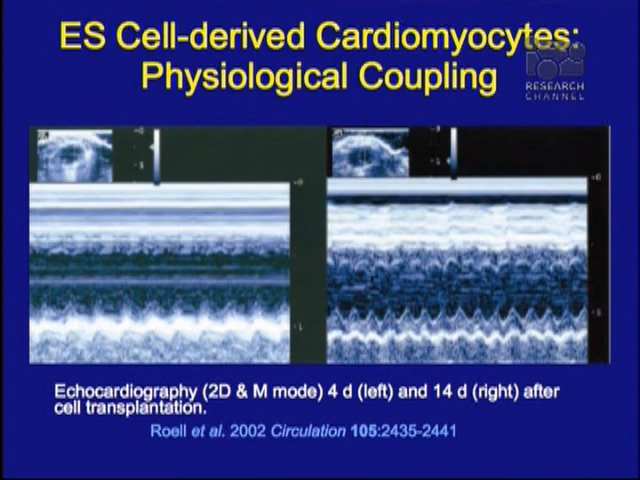 ES Cell-derived Cardiomyocytes:
Physiological Coupling
RESEARCH
CHANNEL
Echocardiography (2D & M mode) 4 d (left) and 14 d (right) after
cell transplantation.
Roell et al. 2002 Circulation 105:2435-2441